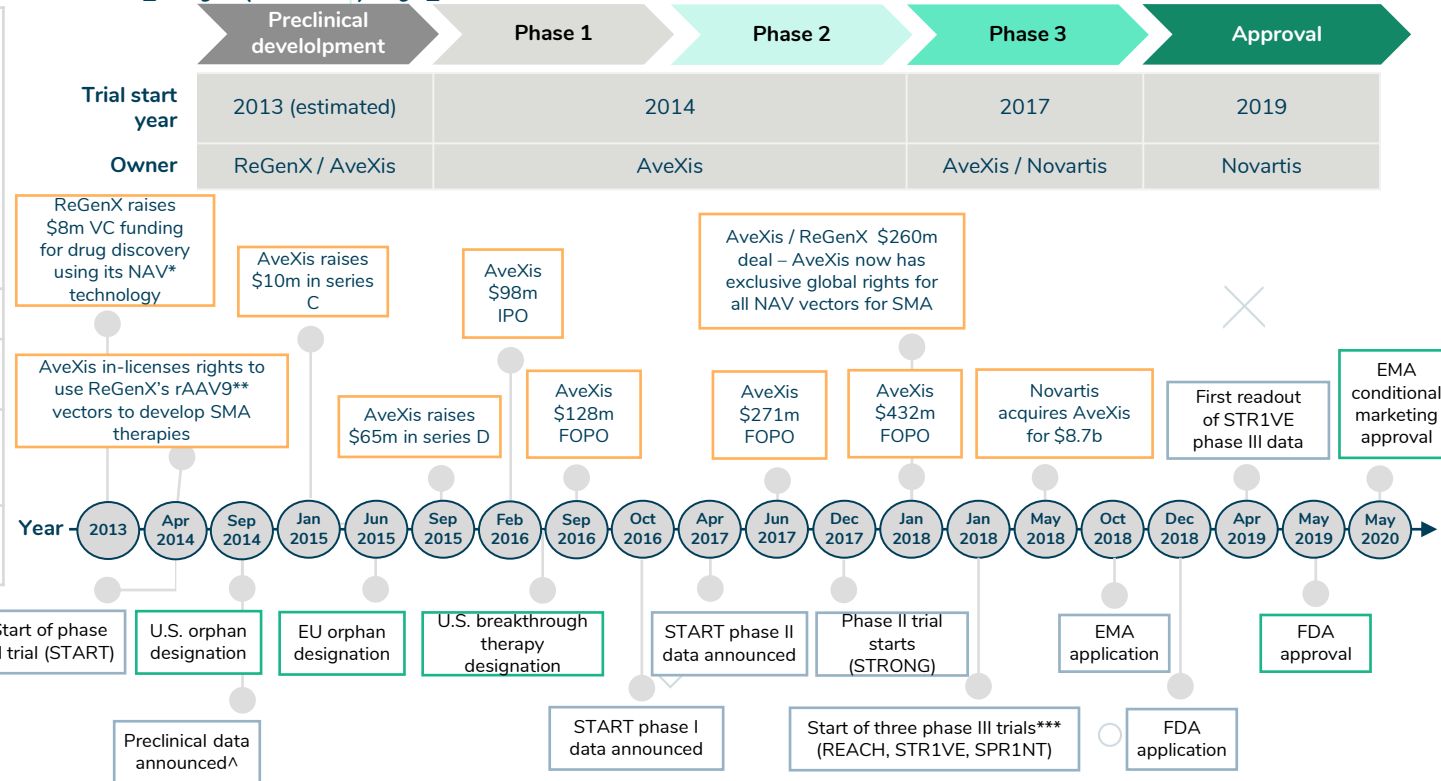 Preclinical
develolpment
Phase 1
Phase 2
Phase 3
Approval
Trial start
year
2013 (estimated)
2014
2017
2019
Owner
ReGenX / AveXis
AveXis
AveXis / Novartis
Novartis
ReGenX raises
$8m VC funding
for drug discovery
using its NAV*
technology
AveXis raises
$10m in series
C
AveXis
$98m
IPO
AveXis / ReGenX $260m
deal – AveXis now has
exclusive global rights for
all NAV vectors for SMA
AveXis in-licenses rights to
use ReGenX's rAAV9**
vectors to develop SMA
therapies
AveXis raises
$65m in series D
AveXis
$128m
FOPO
AveXis
$271m
FOPO
AveXis
$432m
FOPO
Novartis
acquires AveXis
for $8.7b
First readout
of STR1VE
phase III data
EMA
conditional
marketing
approval
Year
2013
Apr
2014
Sep
2014
Jan
2015
Jun
2015
Sep
2015
Feb
2016
Sep
2016
Oct
2016
Apr
2017
Jun
2017
Dec
2017
Jan
2018
Jan
2018
May
2018
Oct
2018
Dec
2018
Apr
2019
May
2019
May
2020
Start of phase
I trial (START)
U.S. orphan
designation
EU orphan
designation
U.S. breakthrough
therapy
designation
START phase II
data announced
Phase II trial
starts
(STRONG)
EMA
application
FDA
approval
Preclinical data
announced^
START phase I
data announced
Start of three phase III trials***
(REACH, STR1VE, SPR1NT)
FDA
application